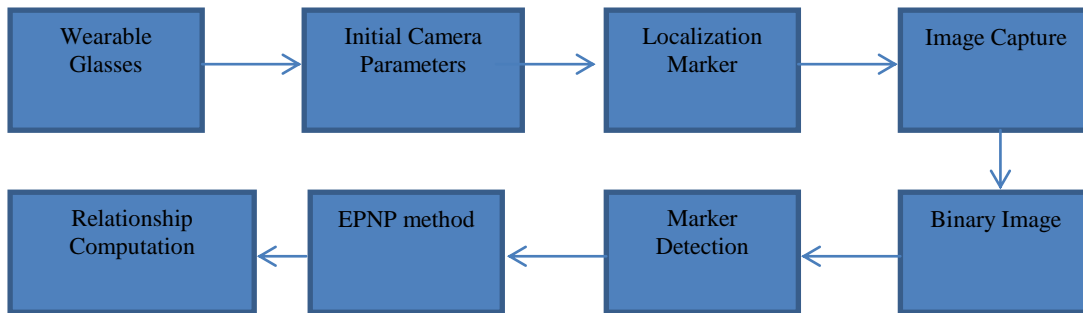 Wearable
Glasses
Initial Camera
Parameters
Localization
Marker
Image Capture
Binary Image
Marker
Detection
EPNP method
Relationship
Computation